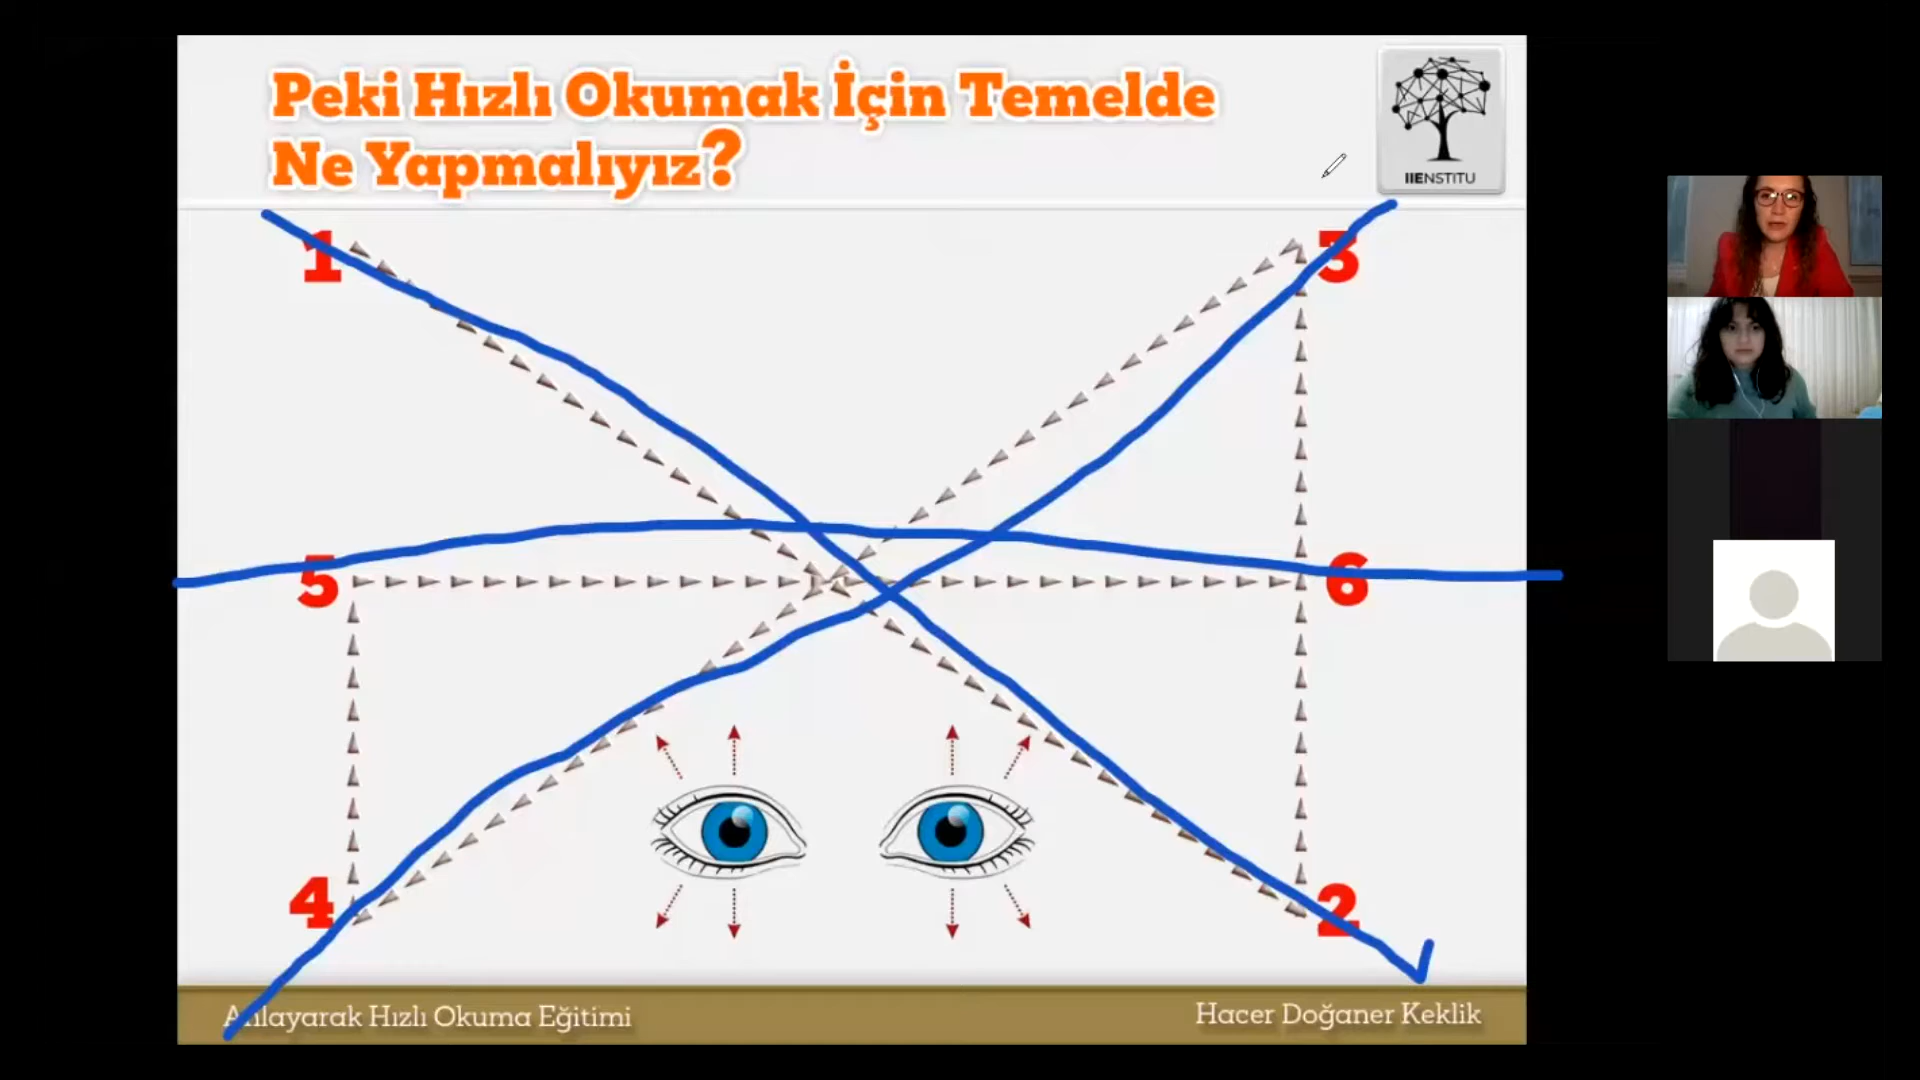 Peki Hızlı Okumak İçin Temelde
Ne Yapmalıyız?
IIENSTITU
1
3
5
6
4
2
Anlayarak Hızlı Okuma Eğitimi
Hacer Doğaner Keklik